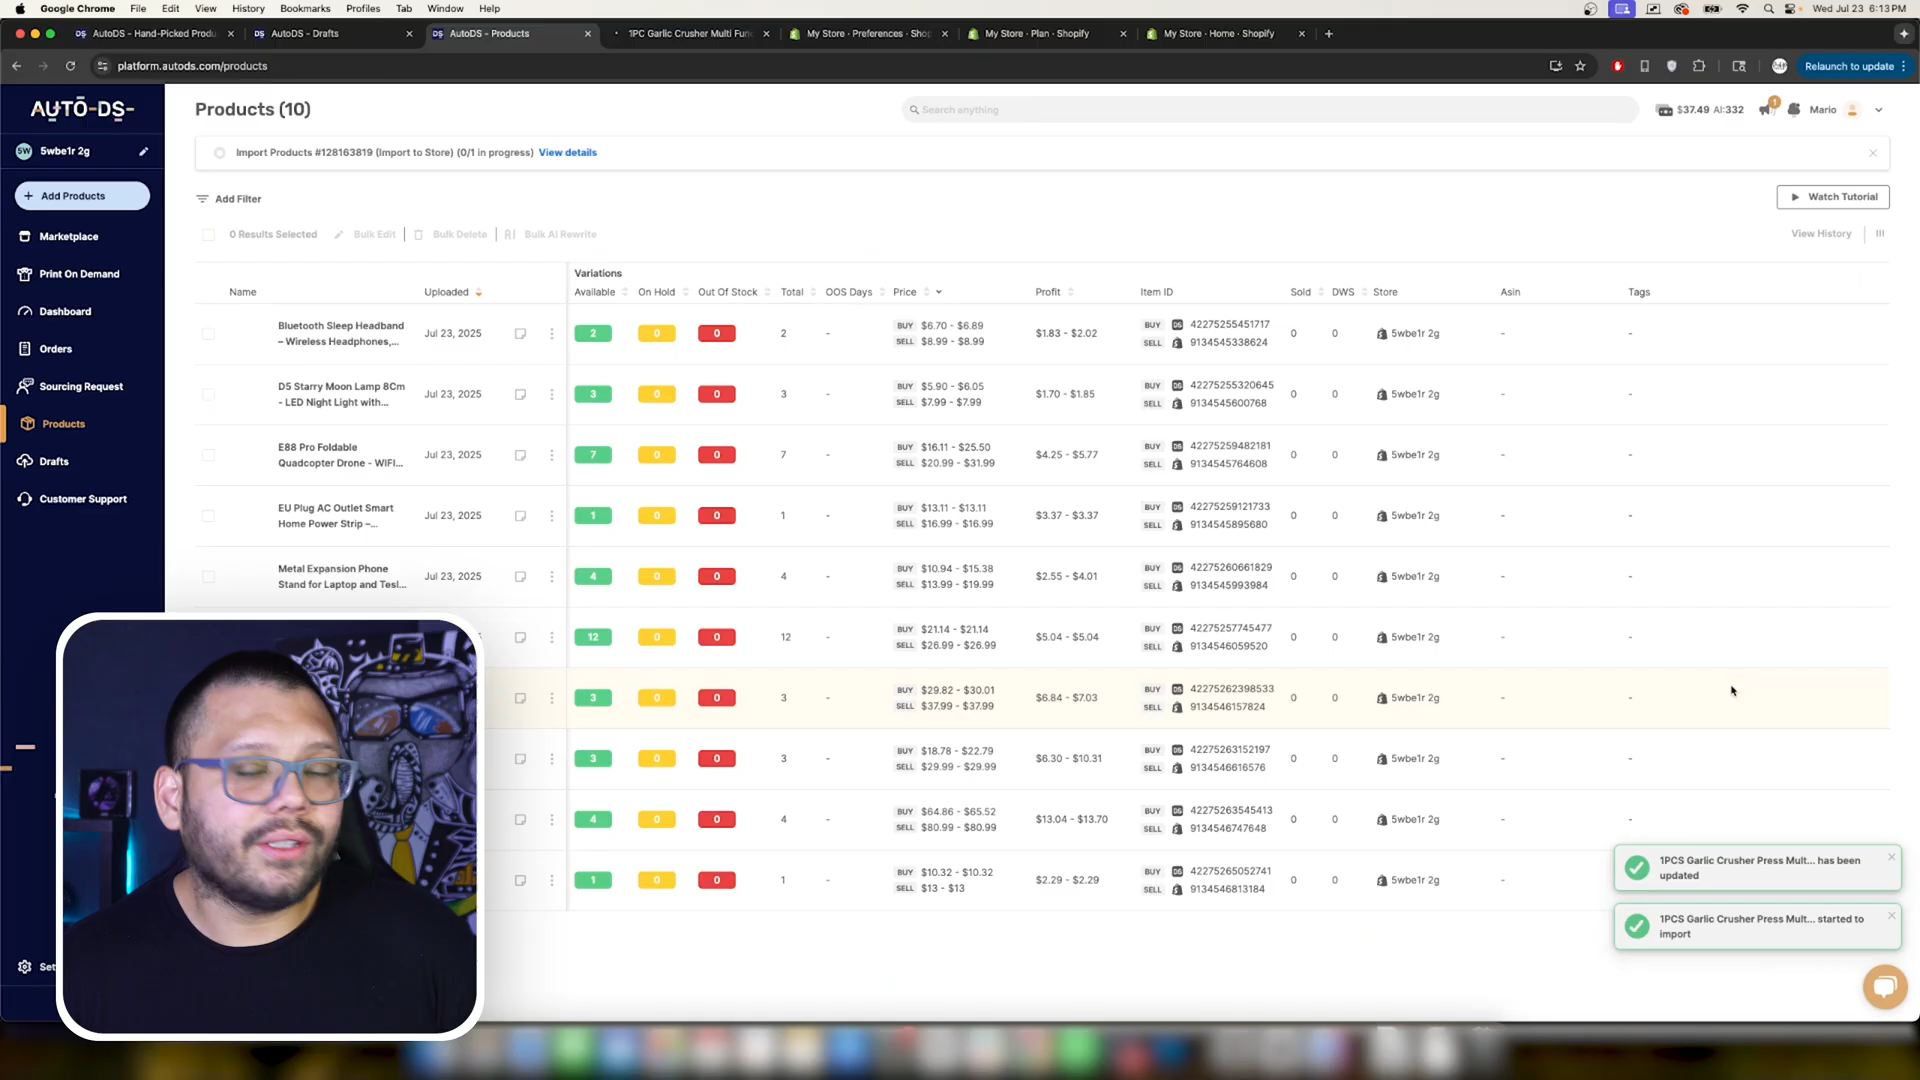 Google Chrome File Edit View History Bookmarks Profiles Tab Window Help
Wed Jul 23 6:13 PM
AutoDS - Hand-Picked Produ
AutoDS - Drafts
AutoDS - Products
1PC Garlic Crusher Multi Fun
My Store · Preferences · Sho
My Store · Plan · Shopify
My Store · Home · Shopify
platform.autods.com/products
Relaunch to update
AUTO-DS-
5W 5wbe1r 2g
+ Add Products
Marketplace
Print On Demand
Dashboard
Orders
Sourcing Request
Products
Drafts
Customer Support
Set
Products (10)
Search anything
$37.49 AI:332
1
Mario
Import Products #128163819 (Import to Store) (0/1 in progress) View details
Add Filter
Watch Tutorial
0 Results Selected Bulk Edit Bulk Delete Bulk AI Rewrite
View History
Variations
Name Uploaded Available On Hold Out Of Stock Total OOS Days Price Profit Item ID Sold DWS Store Asin Tags
Bluetooth Sleep Headband
– Wireless Headphones,...
Jul 23, 2025 2 0 0 2 -
BUY $6.70 - $6.89
SELL $8.99 - $8.99
$1.83 - $2.02
BUY DS 42275255451717
SELL 9134545338624
0 0 5wbe1r 2g - -
D5 Starry Moon Lamp 8Cm
- LED Night Light with...
Jul 23, 2025 3 0 0 3 -
BUY $5.90 - $6.05
SELL $7.99 - $7.99
$1.70 - $1.85
BUY DS 42275255320645
SELL 9134545600768
0 0 5wbe1r 2g - -
E88 Pro Foldable
Quadcopter Drone - WIFI...
Jul 23, 2025 7 0 0 7 -
BUY $16.11 - $25.50
SELL $20.99 - $31.99
$4.25 - $5.77
BUY DS 42275259482181
SELL 9134545764608
0 0 5wbe1r 2g - -
EU Plug AC Outlet Smart
Home Power Strip –...
Jul 23, 2025 1 0 0 1 -
BUY $13.11 - $13.11
SELL $16.99 - $16.99
$3.37 - $3.37
BUY DS 42275259121733
SELL 9134545895680
0 0 5wbe1r 2g - -
Metal Expansion Phone
Stand for Laptop and Tesl...
Jul 23, 2025 4 0 0 4 -
BUY $10.94 - $15.38
SELL $13.99 - $19.99
$2.55 - $4.01
BUY DS 42275260661829
SELL 9134545993984
0 0 5wbe1r 2g - -
12 0 0 12 -
BUY $21.14 - $21.14
SELL $26.99 - $26.99
$5.04 - $5.04
BUY DS 42275257745477
SELL 9134546059520
0 0 5wbe1r 2g - -
3 0 0 3 -
BUY $29.82 - $30.01
SELL $37.99 - $37.99
$6.84 - $7.03
BUY DS 42275262398533
SELL 9134546157824
0 0 5wbe1r 2g - -
3 0 0 3 -
BUY $18.78 - $22.79
SELL $29.99 - $29.99
$6.30 - $10.31
BUY DS 42275263152197
SELL 9134546616576
0 0 5wbe1r 2g - -
4 0 0 4 -
BUY $64.86 - $65.52
SELL $80.99 - $80.99
$13.04 - $13.70
BUY DS 42275263545413
SELL 9134546747648
0 0 5wbe1r 2g - -
1 0 0 1 -
BUY $10.32 - $10.32
SELL $13 - $13
$2.29 - $2.29
BUY DS 42275265052741
SELL 9134546813184
0 0 5wbe1r 2g - -
1PCS Garlic Crusher Press Mult... has been
updated
1PCS Garlic Crusher Press Mult... started to
import